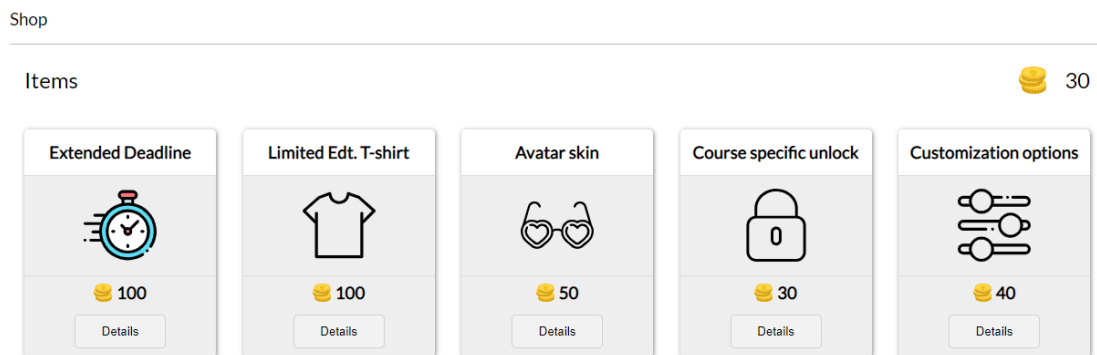 Shop
Items
30
Extended Deadline
Limited Edt. T-shirt
Avatar skin
Course specific unlock
Customization options
0
100
100
50
30
40
Details
Details
Details
Details
Details